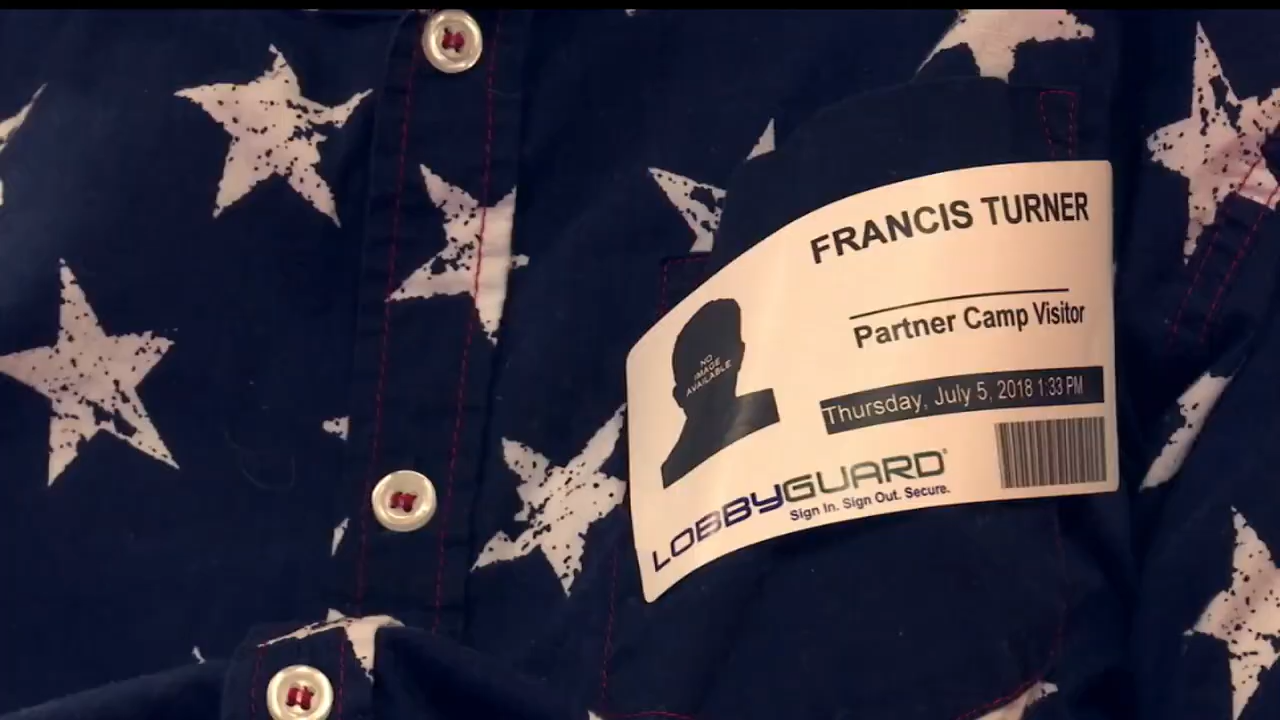 FRANCIS TURNER
Partner Camp Visitor
NO
IMAGE
AVAILABLE
Thursday, July 5, 2018 1:33 PM
LOBBYGUARD®
Sign In. Sign Out. Secure.